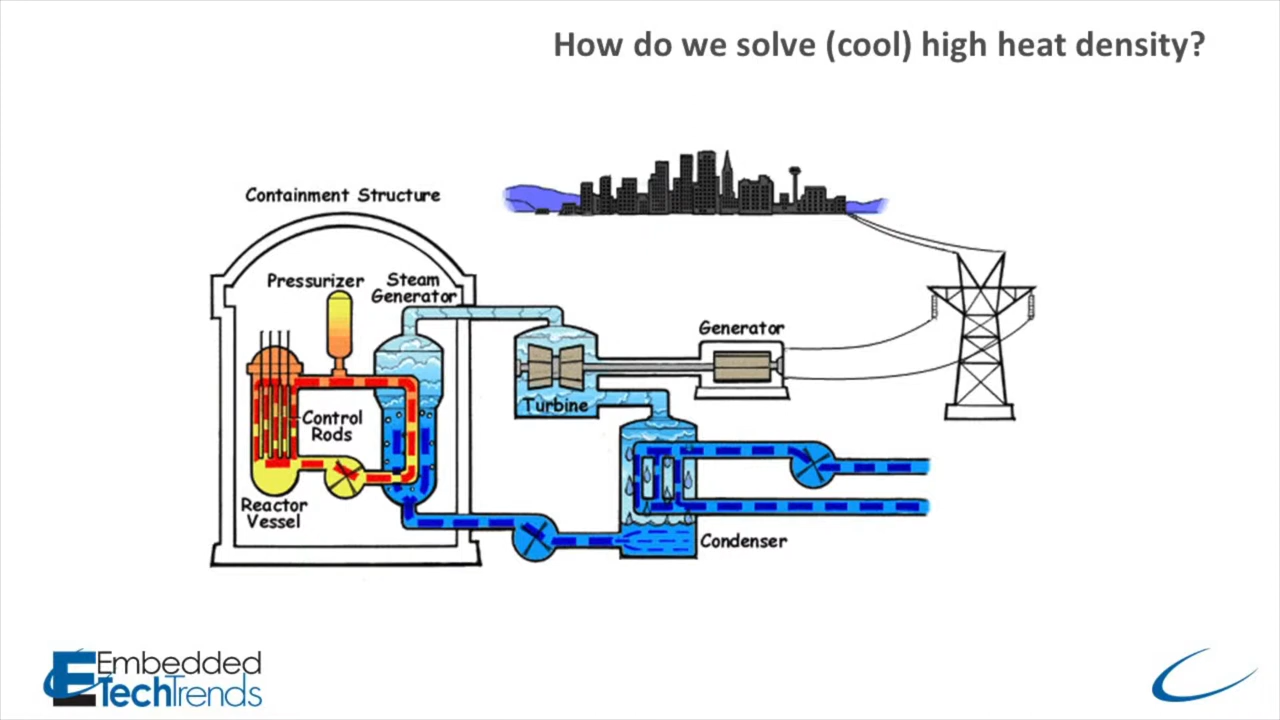 How do we solve (cool) high heat density?
Containment Structure
Pressurizer
Steam
Generator
Generator
Control
Rods
Turbine
Reactor
Vessel
Condenser
Embedded
TechTrends